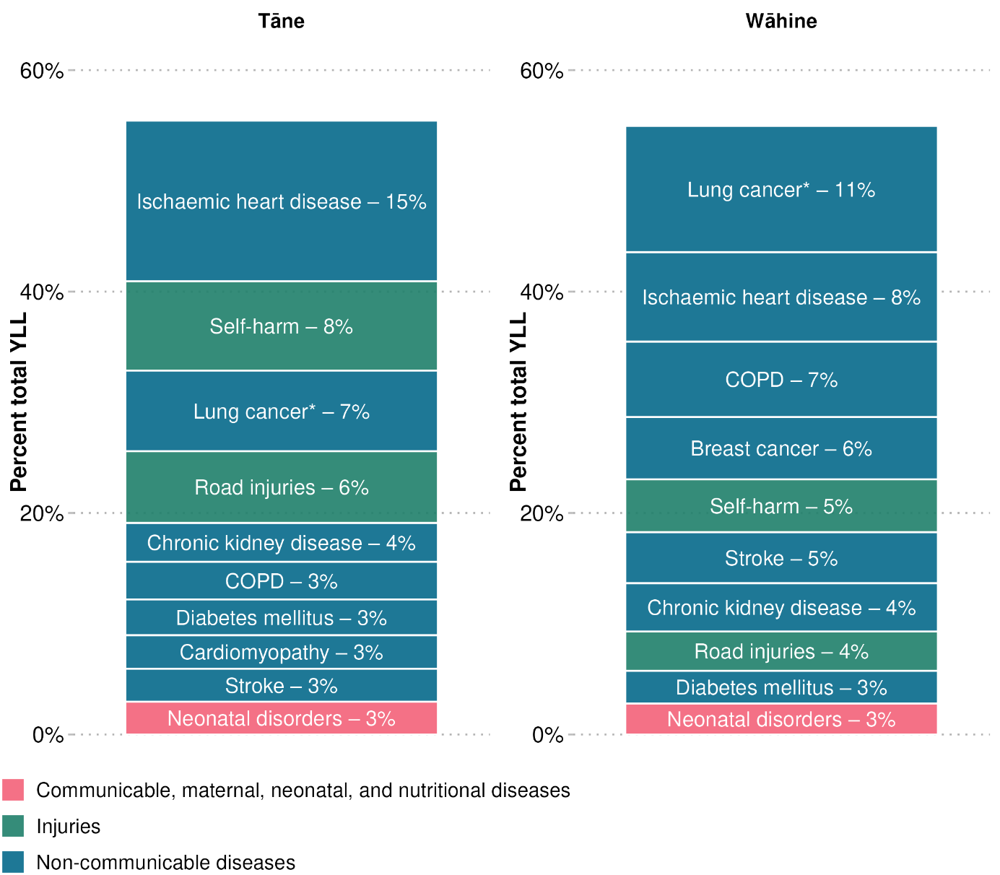 Tāne
60%
40%
20%
0%
Percent total YLL
Ischaemic heart disease – 15%
Self-harm – 8%
Lung cancer* – 7%
Road injuries – 6%
Chronic kidney disease – 4%
COPD – 3%
Diabetes mellitus – 3%
Cardiomyopathy – 3%
Stroke – 3%
Neonatal disorders – 3%
Wāhine
60%
40%
20%
0%
Percent total YLL
Lung cancer* – 11%
Ischaemic heart disease – 8%
COPD – 7%
Breast cancer – 6%
Self-harm – 5%
Stroke – 5%
Chronic kidney disease – 4%
Road injuries – 4%
Diabetes mellitus – 3%
Neonatal disorders – 3%
Communicable, maternal, neonatal, and nutritional diseases
Injuries
Non-communicable diseases